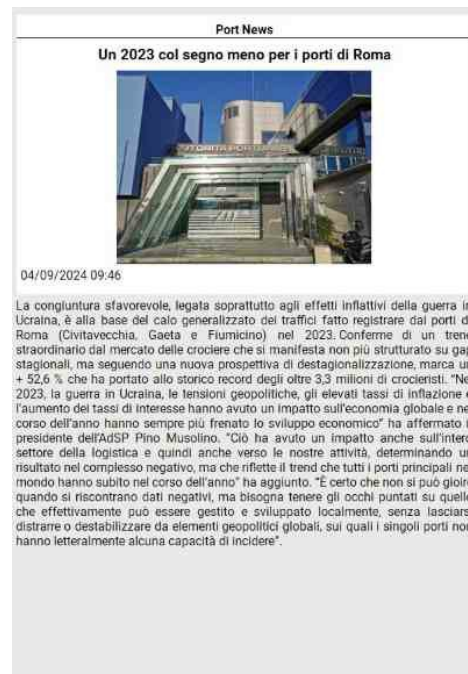 Port News
Un 2023 col segno meno per i porti di Roma
AUTORITÀ PORTUALE
04/09/2024 09:46
La congiuntura sfavorevole, legata soprattutto agli effetti inflattivi della guerra in
Ucraina, è alla base del calo generalizzato dei traffici fatto registrare dai porti d
Roma (Civitavecchia, Gaeta e Fiumicino) nel 2023. Conferme di un trend
straordinario dal mercato delle crociere che si manifesta non più strutturato su gap
stagionali, ma seguendo una nuova prospettiva di destagionalizzazione, marca un
+ 52,6 % che ha portato allo storico record degli oltre 3,3 milioni di crocieristi. “Ne
2023, la guerra in Ucraina, le tensioni geopolitiche, gli elevati tassi di inflazione e
l'aumento dei tassi di interesse hanno avuto un impatto sull'economia globale e ne
corso dell'anno hanno sempre più frenato lo sviluppo economico” ha affermato i
presidente dell'AdSP Pino Musolino. “Ciò ha avuto un impatto anche sull'intero
settore della logistica e quindi anche verso le nostre attività, determinando un
risultato nel complesso negativo, ma che riflette il trend che tutti i porti principali ne
mondo hanno subito nel corso dell'anno” ha aggiunto. “È certo che non si può gioire
quando si riscontrano dati negativi, ma bisogna tenere gli occhi puntati su quello
che effettivamente può essere gestito e sviluppato localmente, senza lasciars
distrarre o destabilizzare da elementi geopolitici globali, sui quali i singoli porti non
hanno letteralmente alcuna capacità di incidere”.